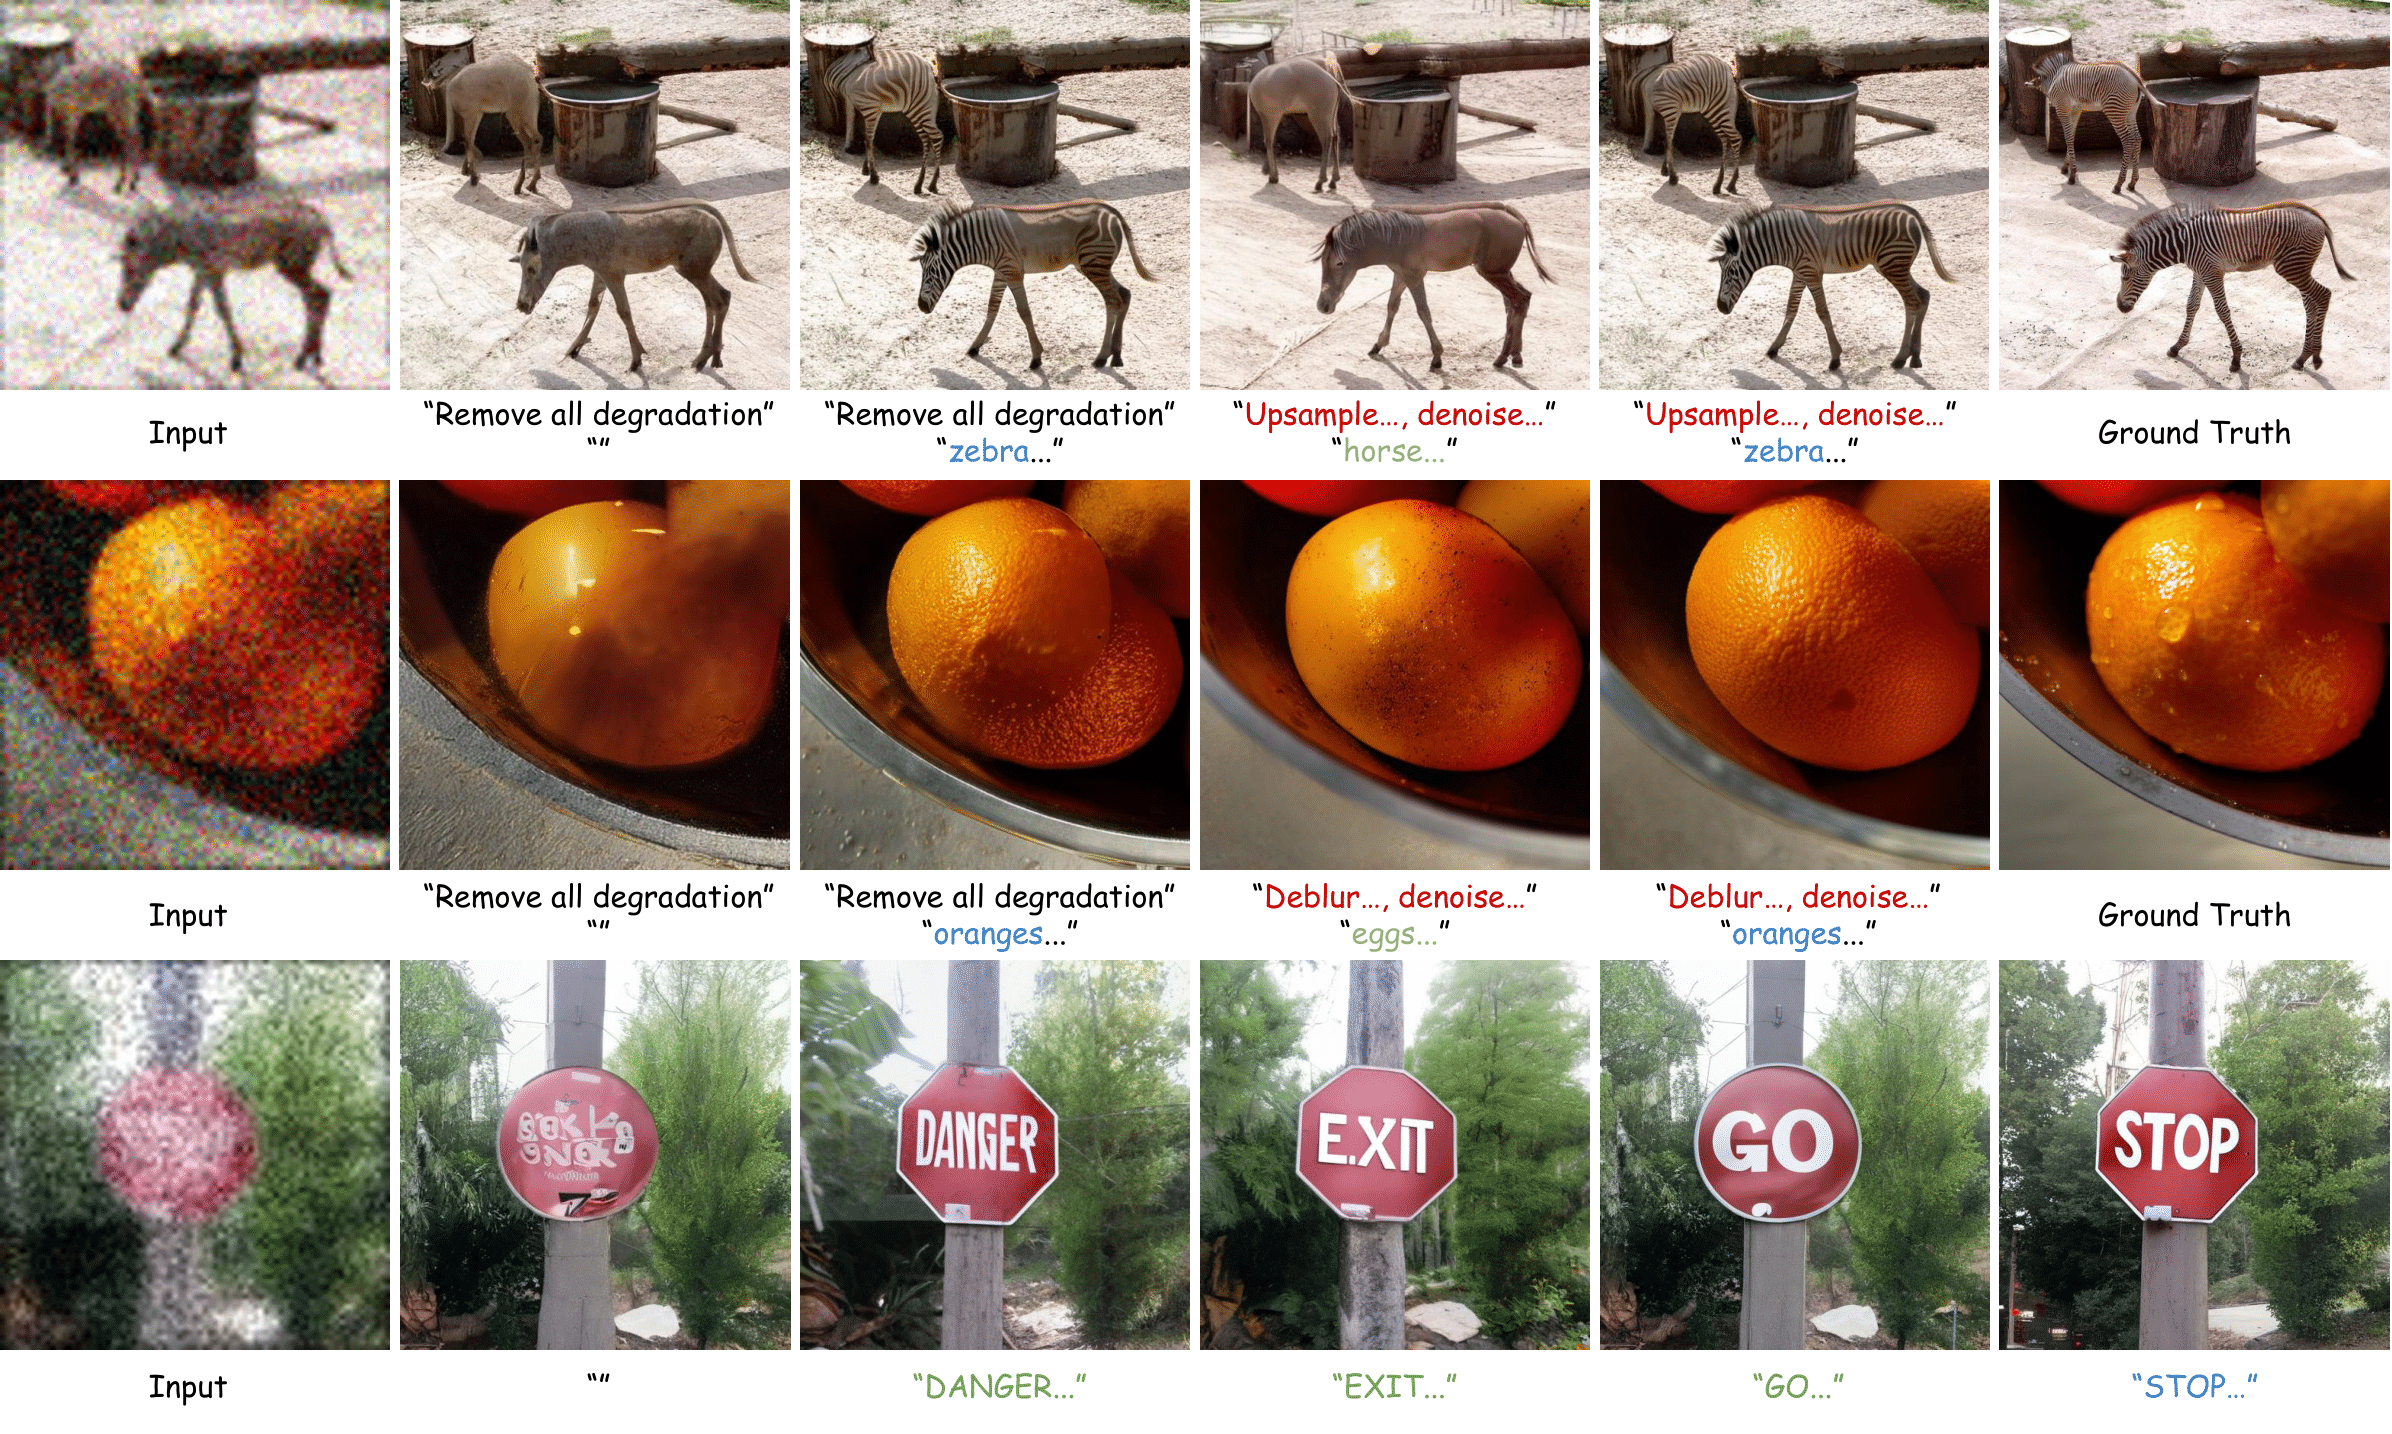 Input
“Remove all degradation”
“”
“Remove all degradation”
“zebra...”
“Upsample..., denoise...”
“horse...”
“Upsample..., denoise...”
“zebra...”
Ground Truth
Input
“Remove all degradation”
“”
“Remove all degradation”
“oranges...”
“Deblur..., denoise...”
“eggs...”
“Deblur..., denoise...”
“oranges...”
Ground Truth
DANGER
E.XIT
GO
STOP
Input
“”
“DANGER...”
“EXIT...”
“GO...”
“STOP...”